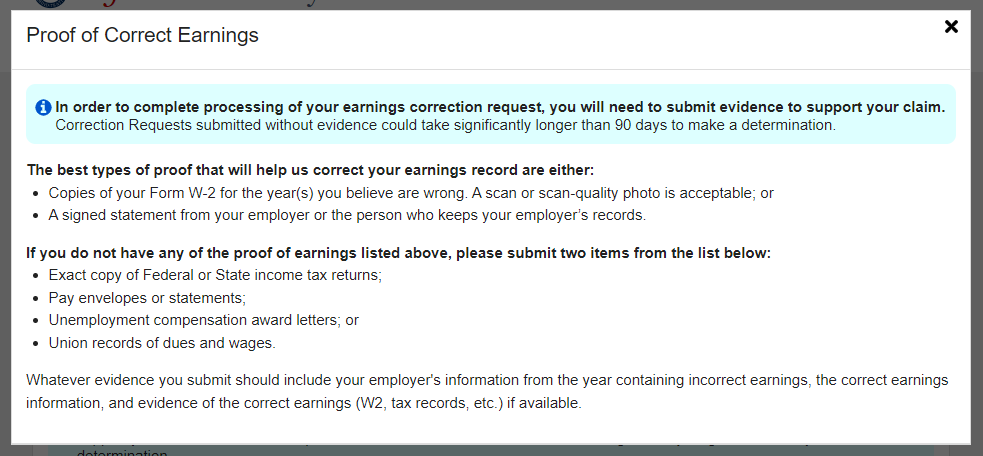 Proof of Correct Earnings
In order to complete processing of your earnings correction request, you will need to submit evidence to support your claim.
Correction Requests submitted without evidence could take significantly longer than 90 days to make a determination.
The best types of proof that will help us correct your earnings record are either:
• Copies of your Form W-2 for the year(s) you believe are wrong. A scan or scan-quality photo is acceptable; or
• A signed statement from your employer or the person who keeps your employer's records.
If you do not have any of the proof of earnings listed above, please submit two items from the list below:
• Exact copy of Federal or State income tax returns;
• Pay envelopes or statements;
• Unemployment compensation award letters; or
• Union records of dues and wages.
Whatever evidence you submit should include your employer's information from the year containing incorrect earnings, the correct earnings
information, and evidence of the correct earnings (W2, tax records, etc.) if available.